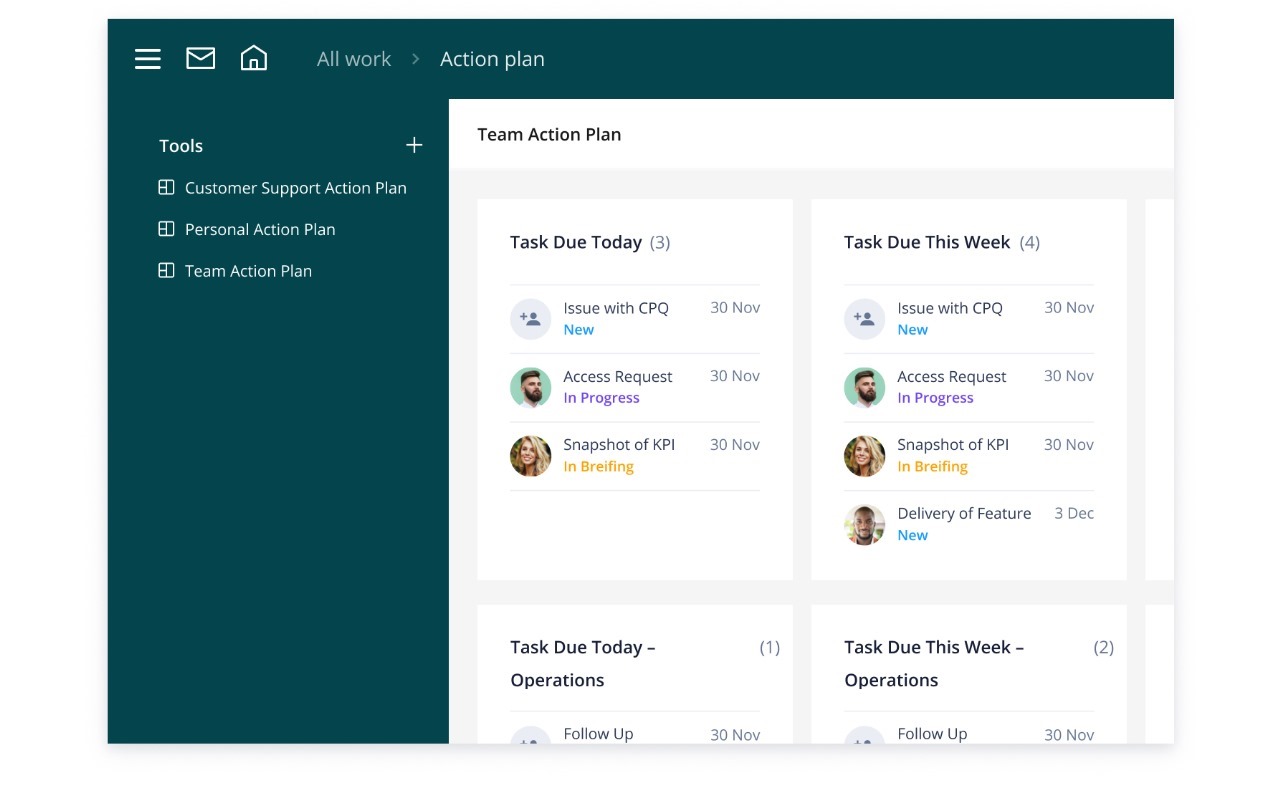 All work > Action plan
Tools +
Customer Support Action Plan
Personal Action Plan
Team Action Plan
Team Action Plan
Task Due Today (3)
Issue with CPQ 30 Nov
New
Access Request 30 Nov
In Progress
Snapshot of KPI 30 Nov
In Breifing
Task Due This Week (4)
Issue with CPQ 30 Nov
New
Access Request 30 Nov
In Progress
Snapshot of KPI 30 Nov
In Breifing
Delivery of Feature 3 Dec
New
Task Due Today – (1)
Operations
Follow Up 30 Nov
Task Due This Week – (2)
Operations
Follow Up 30 Nov